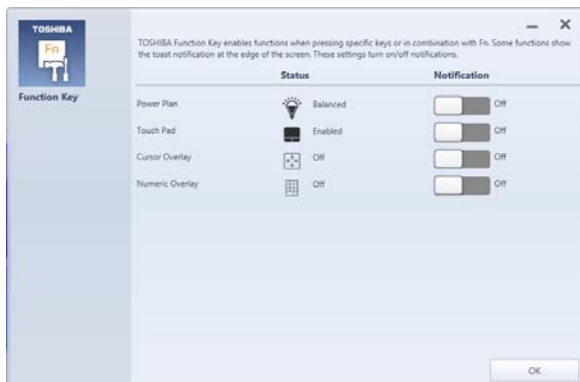 TOSHIBA
Fn
Function Key
TOSHIBA Function Key enables functions when pressing specific keys or in combination with Fn. Some functions show
the toast notification at the edge of the screen. These settings turn on/off notifications.
Status Notification
Power Plan Balanced Off
Touch Pad Enabled Off
Cursor Overlay Off Off
Numeric Overlay Off Off
OK